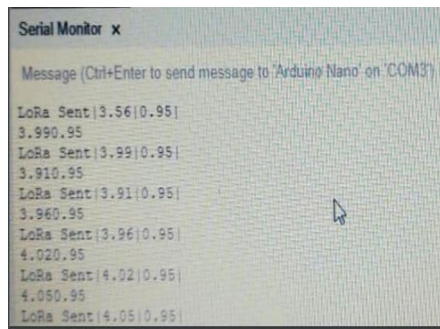 Serial Monitor x
Message (Ctrl+Enter to send message to 'Arduino Nano' on 'COM3')
LoRa Sent|3.56|0.95|
3.990.95
LoRa Sent|3.99|0.95|
3.910.95
LoRa Sent|3.91|0.95|
3.960.95
LoRa Sent|3.96|0.95|
4.020.95
LoRa Sent|4.02|0.95|
4.050.95
LoRa Sent|4.05|0.95|